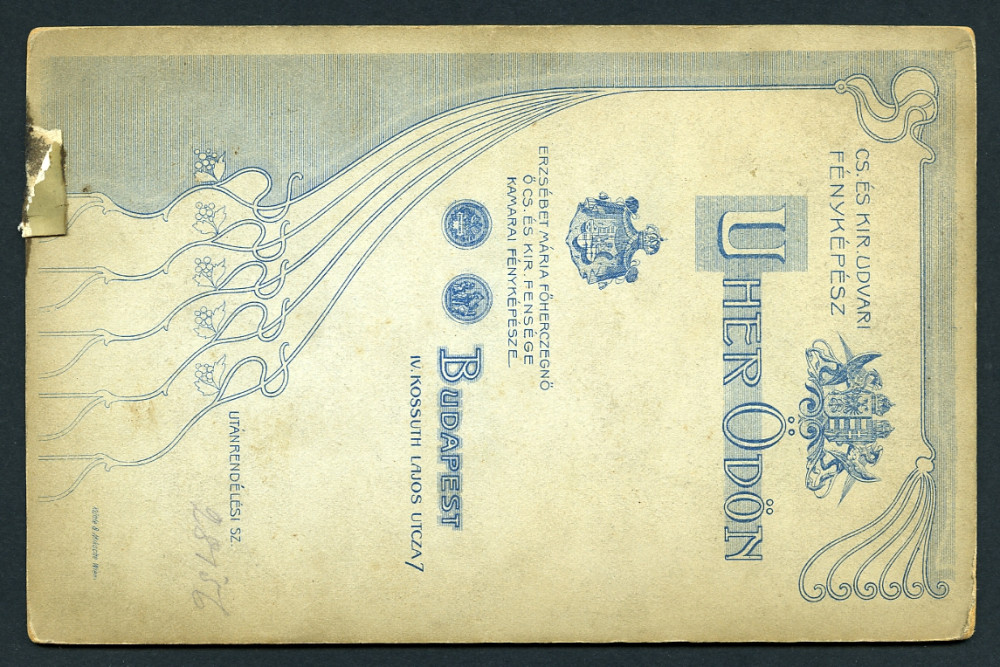 CS. ÉS KIR. UDVARI
FÉNYKÉPÉSZ
UHER ÖDÖN
ERZSÉBET MÁRIA FŐHERCZEGNŐ
Ő CS. ÉS KIR. FENSÉGE
KAMARAI FÉNYKÉPÉSZE
BUDAPEST
IV. KOSSUTH LAJOS UTCZA 7
UTÁNRENDELÉSI SZ.
28156